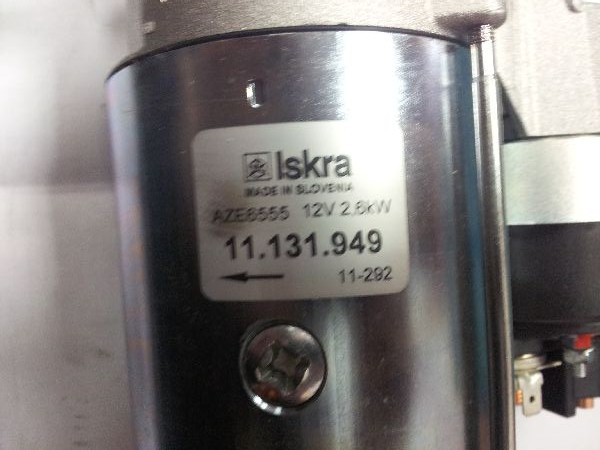 Iskra
MADE IN SLOVENIA
AZE6555 12V 2,6kW
11.131.949
11-292